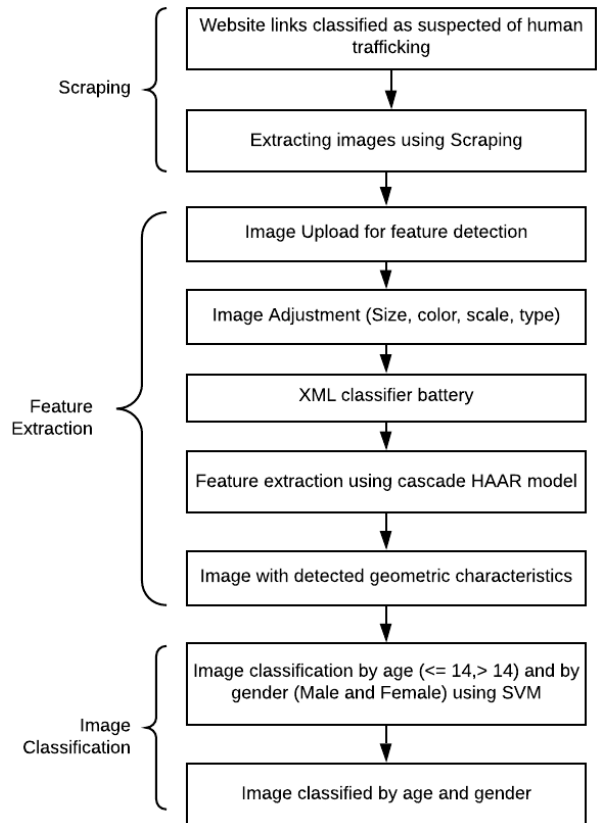 Website links classified as suspected of human
trafficking
Scraping
Extracting images using Scraping
Image Upload for feature detection
Image Adjustment (Size, color, scale, type)
XML classifier battery
Feature
Extraction
Feature extraction using cascade HAAR model
Image with detected geometric characteristics
Image classification by age (<= 14,> 14) and by
gender (Male and Female) using SVM
Image
Classification
Image classified by age and gender